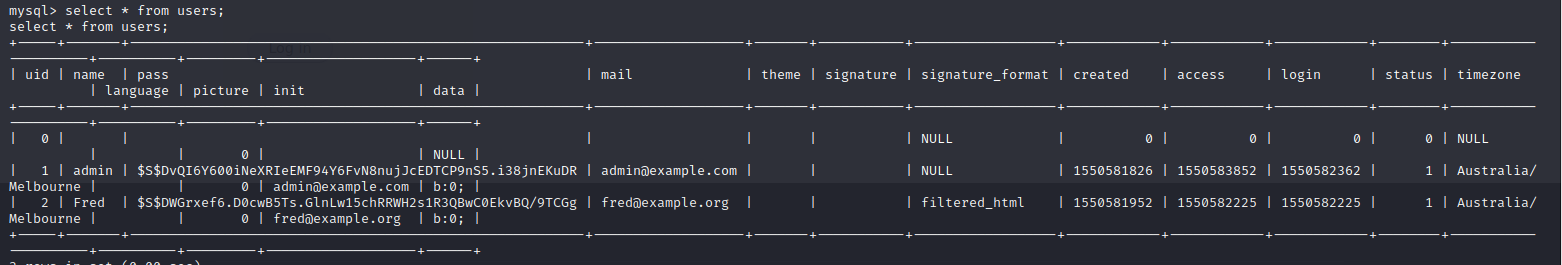 mysql> select * from users;
select * from users;
| uid | name | pass | mail | theme | signature | signature_format | created | access | login | status | timezone
| language | picture | init | data |
| 0 | | | | | | NULL | 0 | 0 | 0 | 0 | NULL
| | 0 | | NULL |
| 1 | admin | $S$DvQI6Y600iNeXRIeEMF94Y6FvN8nujJcEDTCP9nS5.i38jnEKuDR | admin@example.com | | | NULL | 1550581826 | 1550583852 | 1550582362 | 1 | Australia/
Melbourne | | 0 | admin@example.com | b:0; |
| 2 | Fred | $S$DWGrxef6.D0cwB5Ts.GlnLw15chRRWH2s1R3QBwC0EkvBQ/9TCGg | fred@example.org | | | filtered_html | 1550581952 | 1550582225 | 1550582225 | 1 | Australia/
Melbourne | | 0 | fred@example.org | b:0; |